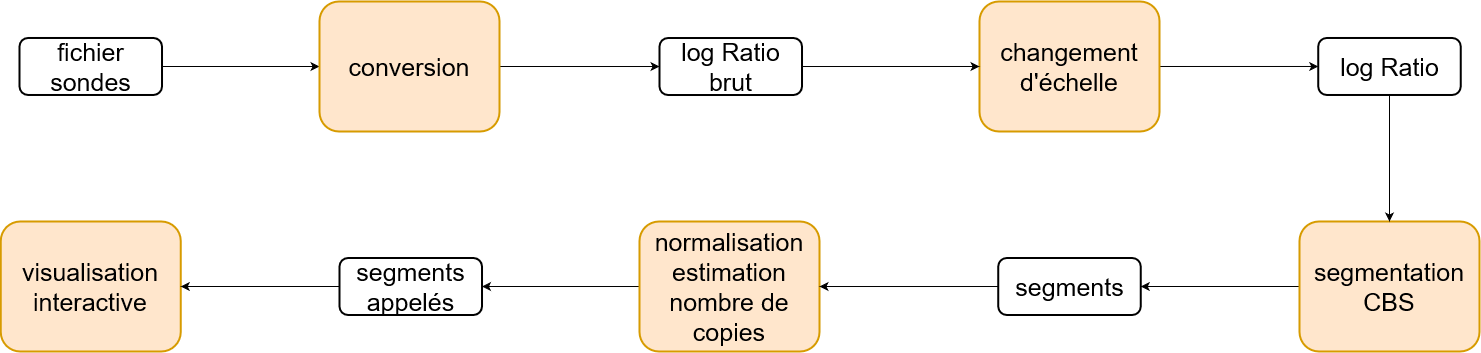 fichier
sondes
conversion
log Ratio
brut
changement
d'échelle
log Ratio
segmentation
CBS
segments
normalisation
estimation
nombre de
copies
segments
appelés
visualisation
interactive